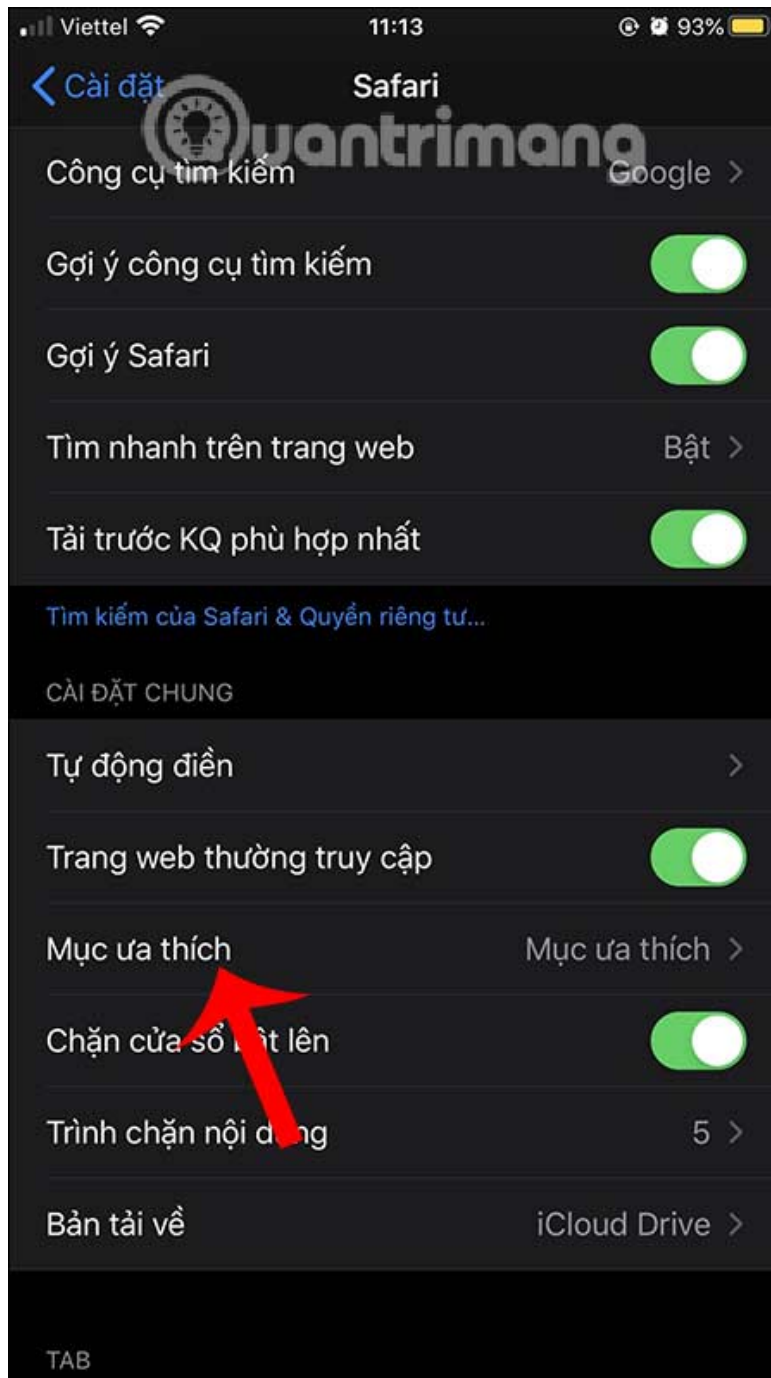 Viettel 11:13 93%
Cài đặt Safari
Quantrimang
Công cụ tìm kiếm Google
Gợi ý công cụ tìm kiếm
Gợi ý Safari
Tìm nhanh trên trang web Bật
Tải trước KQ phù hợp nhất
Tìm kiếm của Safari & Quyền riêng tư...
CÀI ĐẶT CHUNG
Tự động điền
Trang web thường truy cập
Mục ưa thích Mục ưa thích
Chặn cửa sổ bật lên
Trình chặn nội dung 5
Bản tải về iCloud Drive
TAB